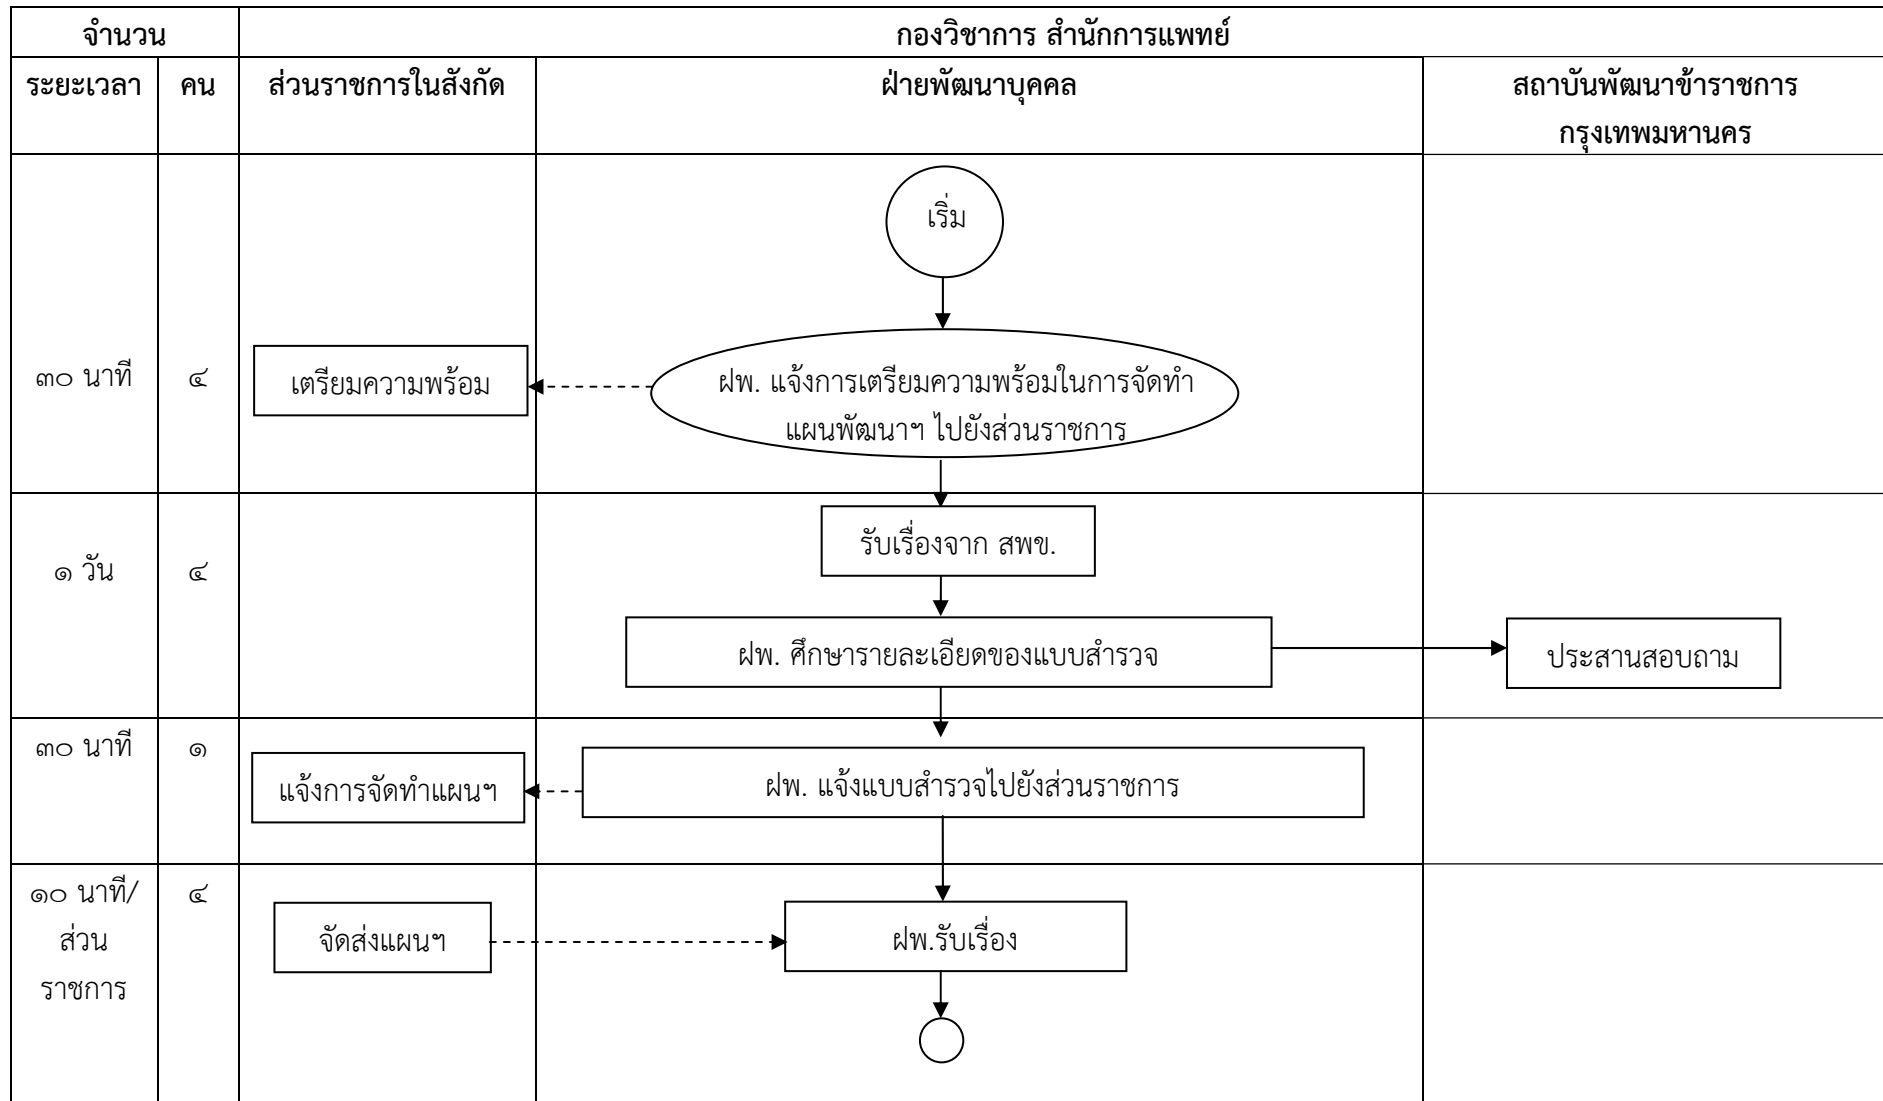 จำนวน
กองวิชาการ สำนักการแพทย์
ระยะเวลา
คน
ส่วนราชการในสังกัด
ฝ่ายพัฒนาบุคคล
สถาบันพัฒนาข้าราชการ
กรุงเทพมหานคร
เริ่ม
๓๐ นาที
๔
เตรียมความพร้อม
ฝพ. แจ้งการเตรียมความพร้อมในการจัดทำ
แผนพัฒนาฯ ไปยังส่วนราชการ
รับเรื่องจาก สพข.
๑ วัน
๔
ฝพ. ศึกษารายละเอียดของแบบสำรวจ
ประสานสอบถาม
๓๐ นาที
๑
แจ้งการจัดทำแผนฯ
ฝพ. แจ้งแบบสำรวจไปยังส่วนราชการ
๑๐ นาที/
ส่วน
ราชการ
๔
จัดส่งแผนฯ
ฝพ.รับเรื่อง